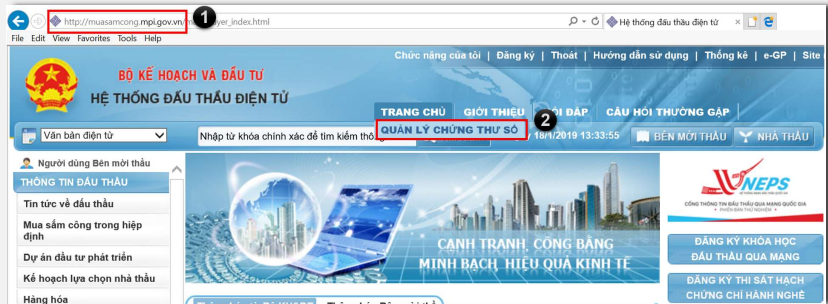 http://muasamcong.mpi.gov.vn/
1
yer_index.html
Hệ thống đấu thầu điện tử
File Edit View Favorites Tools Help
Chức năng của tôi | Đăng ký | Thoát | Hướng dẫn sử dụng | Thống kê | e-GP | Site
BỘ KẾ HOẠCH VÀ ĐẦU TƯ
HỆ THỐNG ĐẤU THẦU ĐIỆN TỬ
TRANG CHỦ GIỚI THIỆU ĐÁP CÂU HỎI THƯỜNG GẶP
2
Văn bản điện tử
Nhập từ khóa chính xác để tìm kiếm
QUẢN LÝ CHỨNG THƯ SỐ
18/1/2019 13:33:55
BÊN MỜI THẦU
NHÀ THẦU
Người dùng Bên mời thầu
THÔNG TIN ĐẤU THẦU
Tin tức về đấu thầu
Mua sắm công trong hiệp
định
Dự án đầu tư phát triển
Kế hoạch lựa chọn nhà thầu
Hàng hóa
CẠNH TRANH, CÔNG BẰNG
MINH BẠCH, HIỆU QUẢ KINH TẾ
VNEPS
CỔNG THÔNG TIN ĐẤU THẦU QUA MẠNG QUỐC GIA
PHIÊN BẢN THỬ NGHIỆM
ĐĂNG KÝ KHÓA HỌC
ĐẤU THẦU QUA MẠNG
ĐĂNG KÝ THI SÁT HẠCH
CHỨNG CHỈ HÀNH NGHỀ